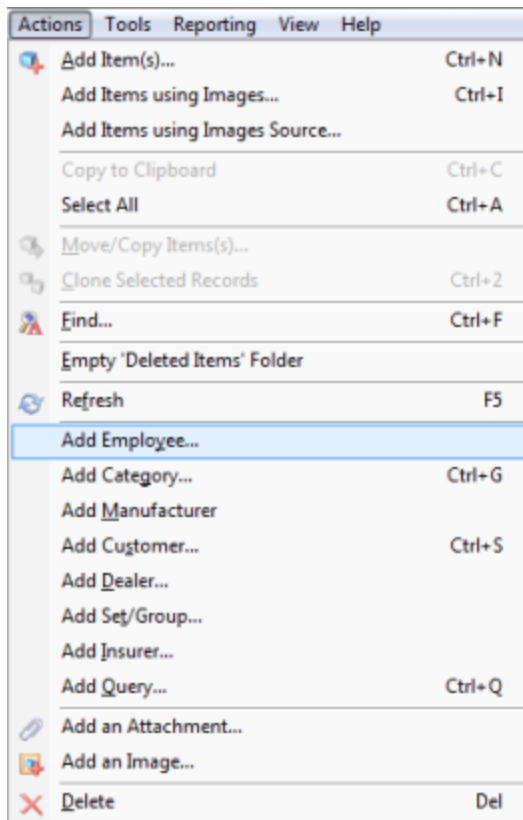 Actions Tools Reporting View Help
Add Item(s)... Ctrl+N
Add Items using Images... Ctrl+I
Add Items using Images Source...
Copy to Clipboard Ctrl+C
Select All Ctrl+A
Move/Copy Items(s)...
Clone Selected Records Ctrl+2
Find... Ctrl+F
Empty 'Deleted Items' Folder
Refresh F5
Add Employee...
Add Category... Ctrl+G
Add Manufacturer
Add Customer... Ctrl+S
Add Dealer...
Add Set/Group...
Add Insurer...
Add Query... Ctrl+Q
Add an Attachment...
Add an Image...
Delete Del